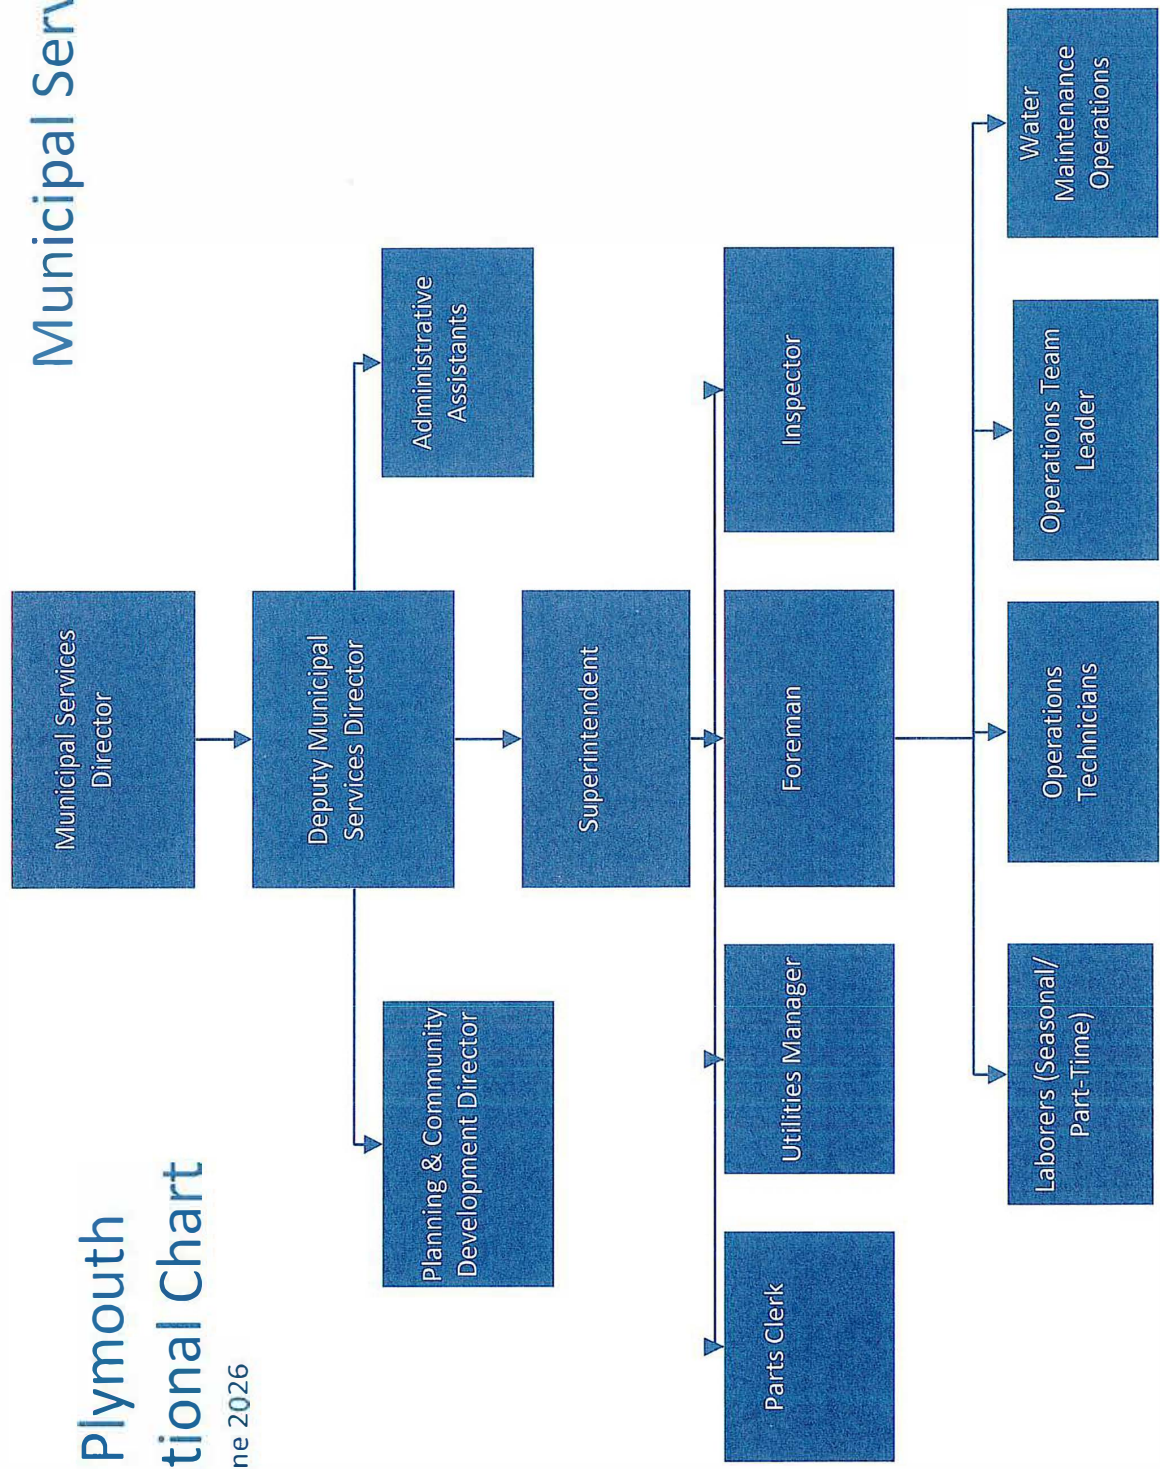 Plymouth
tional Chart
ne 2026
Municipal Serv
Municipal Services
Director
Deputy Municipal
Services Director
Planning & Community
Development Director
Administrative
Assistants
Superintendent
Parts Clerk
Utilities Manager
Foreman
Inspector
Laborers (Seasonal/
Part-Time)
Operations
Technicians
Operations Team
Leader
Water
Maintenance
Operations